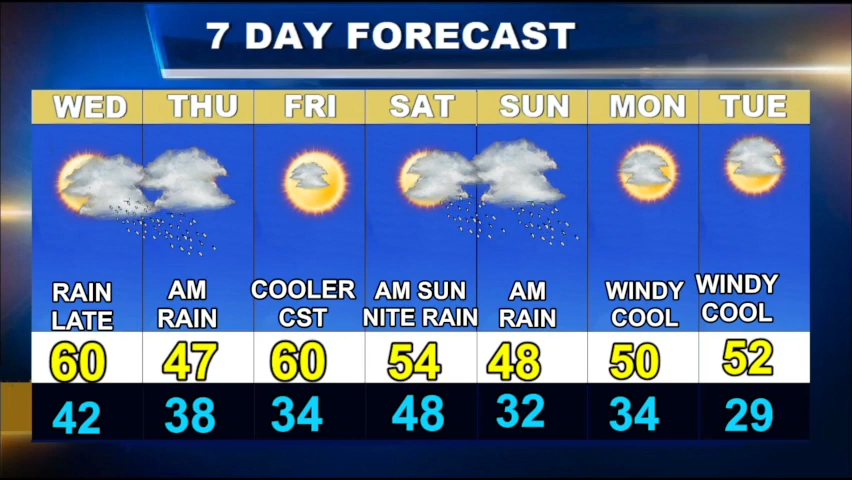 7 DAY FORECAST
WED THU FRI SAT SUN MON TUE
RAIN LATE
AM RAIN
COOLER CST
AM SUN NITE RAIN
AM RAIN
WINDY COOL
WINDY COOL
60 47 60 54 48 50 52
42 38 34 48 32 34 29